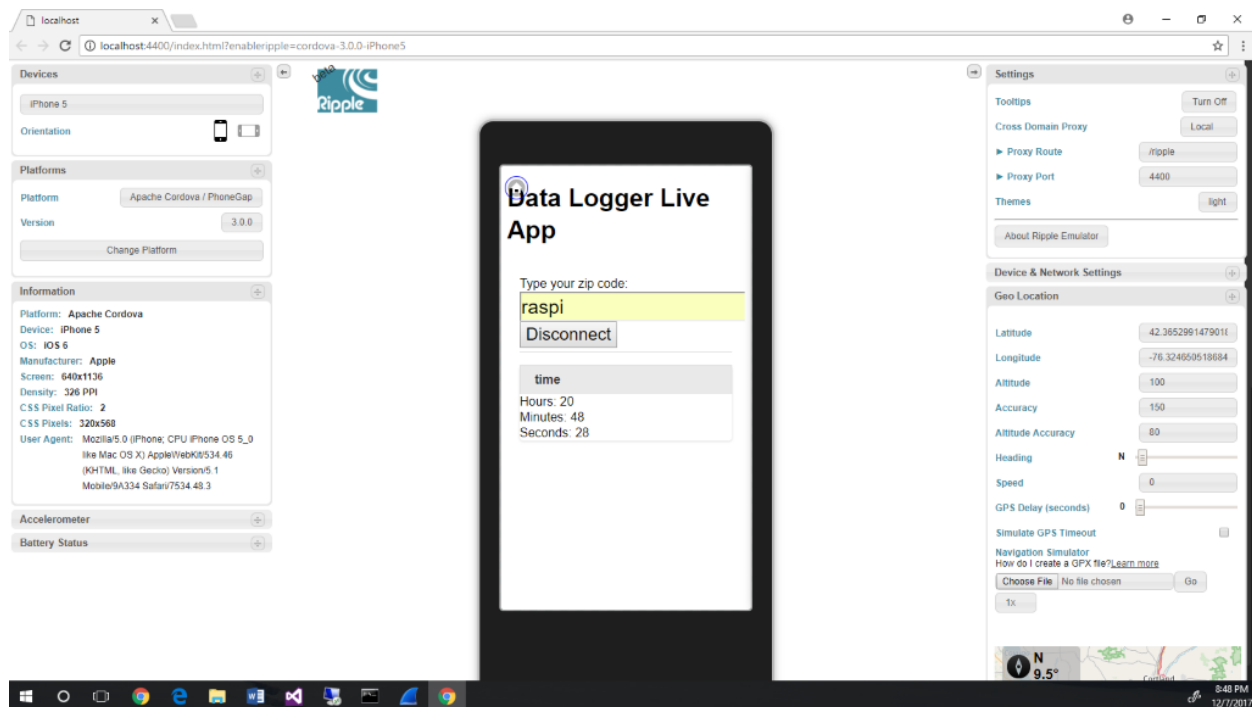 localhost
localhost:4400/index.html?enableripple=cordova-3.0.0-iPhone5
Devices
iPhone 5
Orientation
Platforms
Platform Apache Cordova / PhoneGap
Version 3.0.0
Change Platform
Information
Platform: Apache Cordova
Device: iPhone 5
OS: iOS 6
Manufacturer: Apple
Screen: 640x1136
Density: 326 PPI
CSS Pixel Ratio: 2
CSS Pixels: 320x568
User Agent: Mozilla/5.0 (iPhone; CPU iPhone OS 5_0
like Mac OS X) AppleWebKit/534.46
(KHTML, like Gecko) Version/5.1
Mobile/9A334 Safari/7534.48.3
Accelerometer
Battery Status
beta
Ripple
Data Logger Live
App
Type your zip code:
raspi
Disconnect
time
Hours: 20
Minutes: 48
Seconds: 28
Settings
Tooltips Turn Off
Cross Domain Proxy Local
► Proxy Route /ripple
► Proxy Port 4400
Themes light
About Ripple Emulator
Device & Network Settings
Geo Location
Latitude
Longitude
Altitude 100
Accuracy 150
Altitude Accuracy 80
Heading N
Speed 0
GPS Delay (seconds) 0
Simulate GPS Timeout
Navigation Simulator
How do I create a GPX file?Learn more
Choose File No file chosen Go
1x
N
9.5°
8:48 PM
12/7/2017